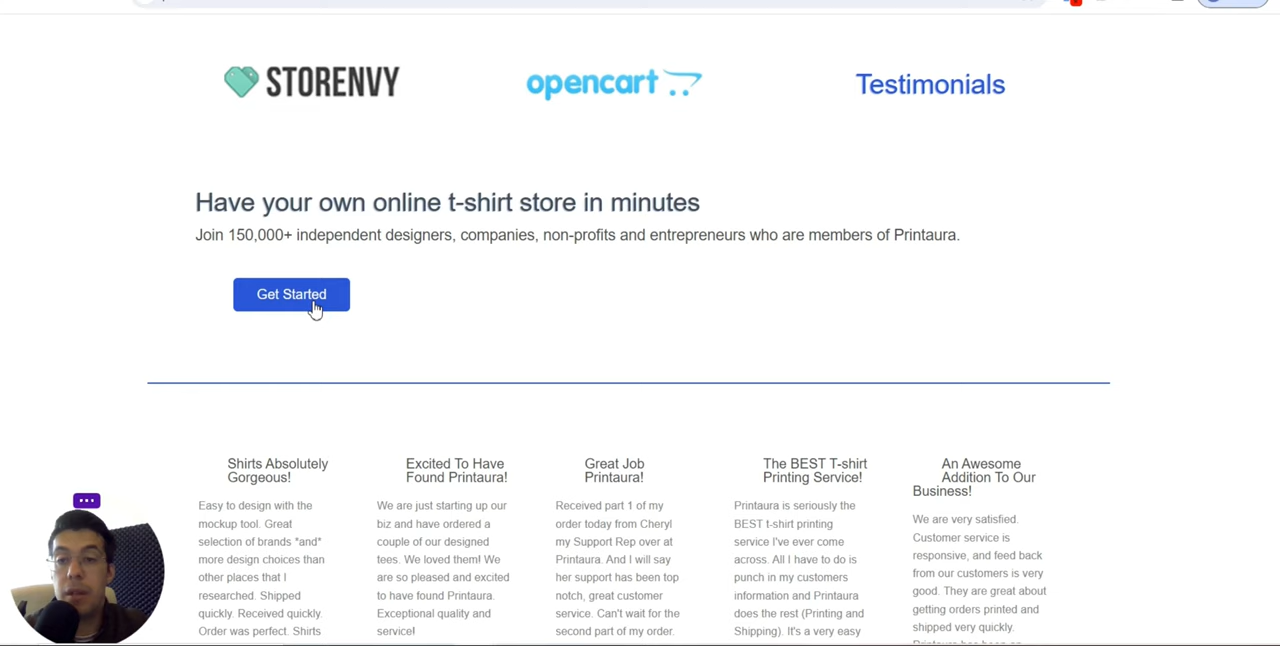 STORENVY
opencart
Testimonials
Have your own online t-shirt store in minutes
Join 150,000+ independent designers, companies, non-profits and entrepreneurs who are members of Printaura.
Get Started
Shirts Absolutely
Gorgeous!
Easy to design with the
mockup tool. Great
selection of brands *and*
more design choices than
other places that I
researched. Shipped
quickly. Received quickly.
Order was perfect. Shirts
Excited To Have
Found Printaura!
We are just starting up our
biz and have ordered a
couple of our designed
tees. We loved them! We
are so pleased and excited
to have found Printaura.
Exceptional quality and
service!
Great Job
Printaura!
Received part 1 of my
order today from Cheryl
my Support Rep over at
Printaura. And I will say
her support has been top
notch, great customer
service. Can't wait for the
second part of my order.
The BEST T-shirt
Printing Service!
Printaura is seriously the
BEST t-shirt printing
service I've ever come
across. All I have to do is
punch in my customers
information and Printaura
does the rest (Printing and
Shipping). It's a very easy
An Awesome
Addition To Our
Business!
We are very satisfied.
Customer service is
responsive, and feed back
from our customers is very
good. They are great about
getting orders printed and
shipped very quickly.
Printaura has been an